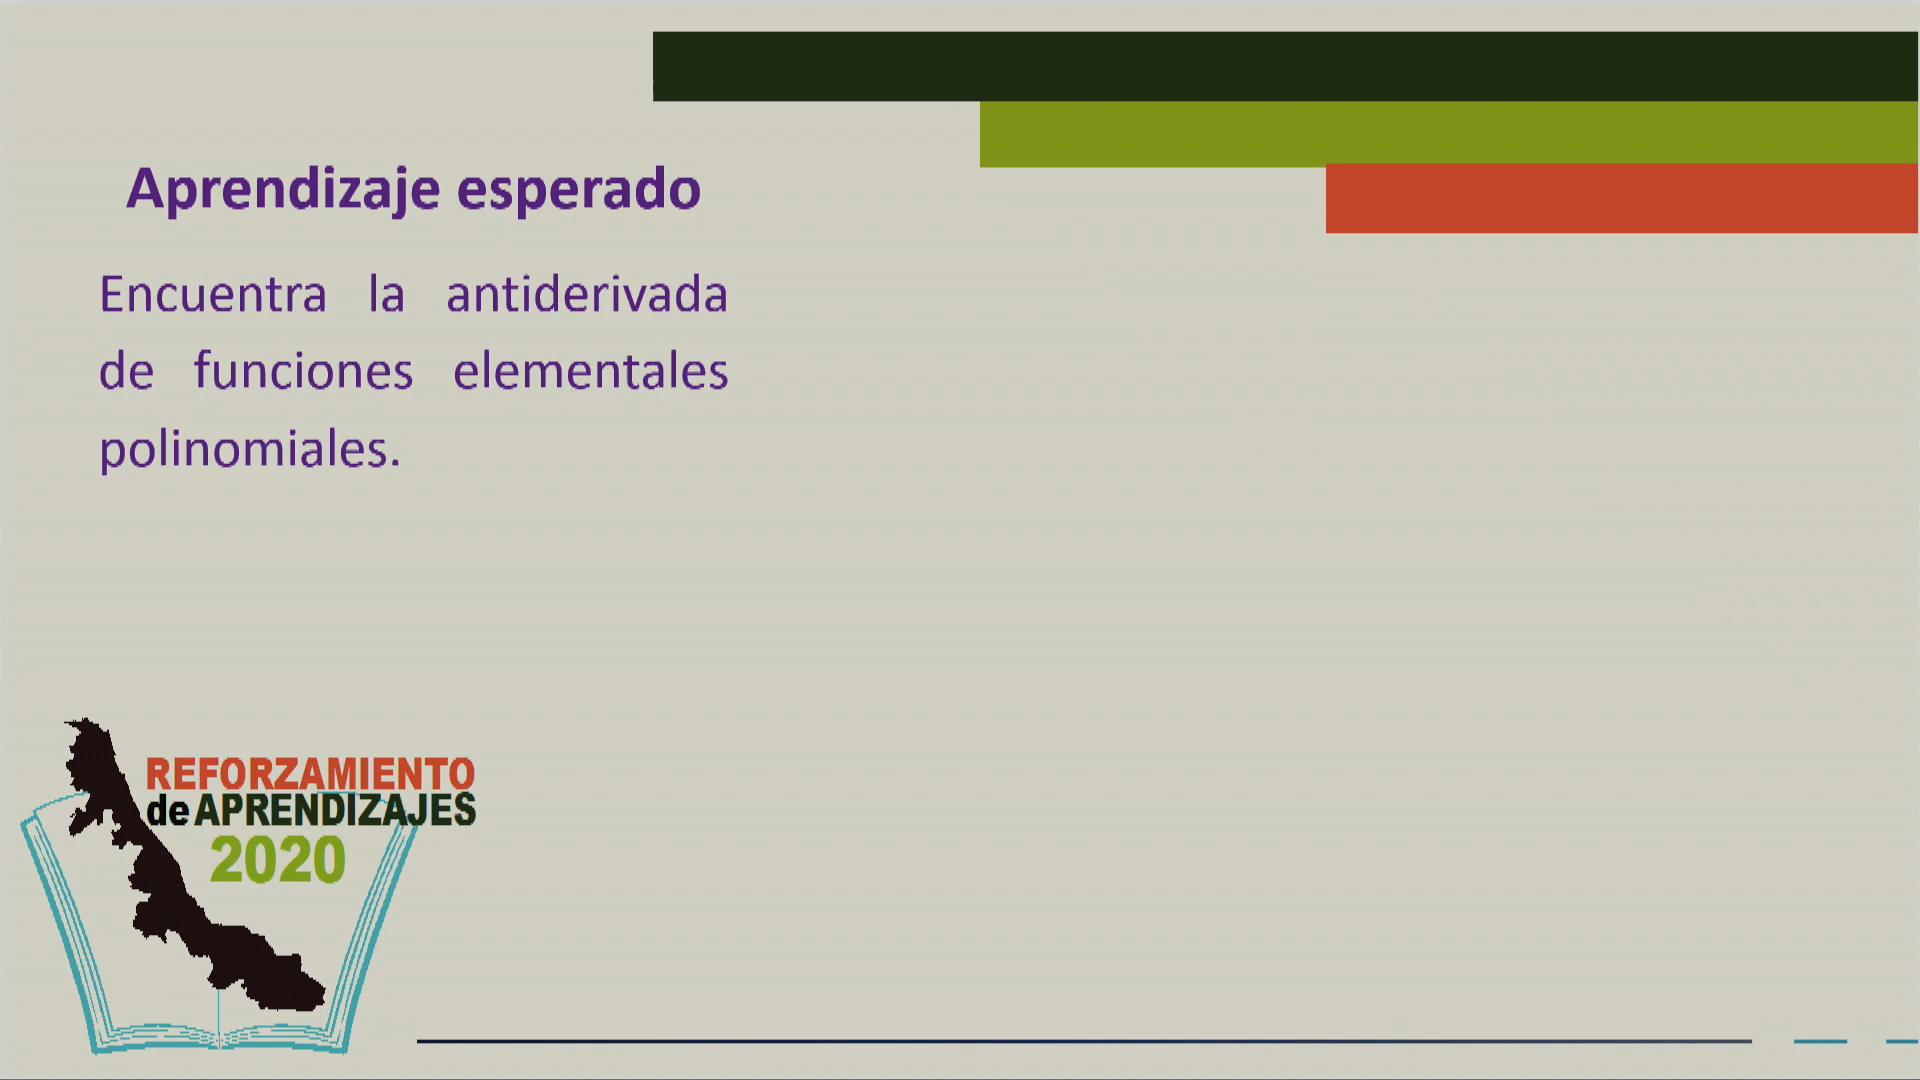 Aprendizaje esperado
Encuentra la antiderivada
de funciones elementales
polinomiales.
REFORZAMIENTO
de APRENDIZAJES
2020